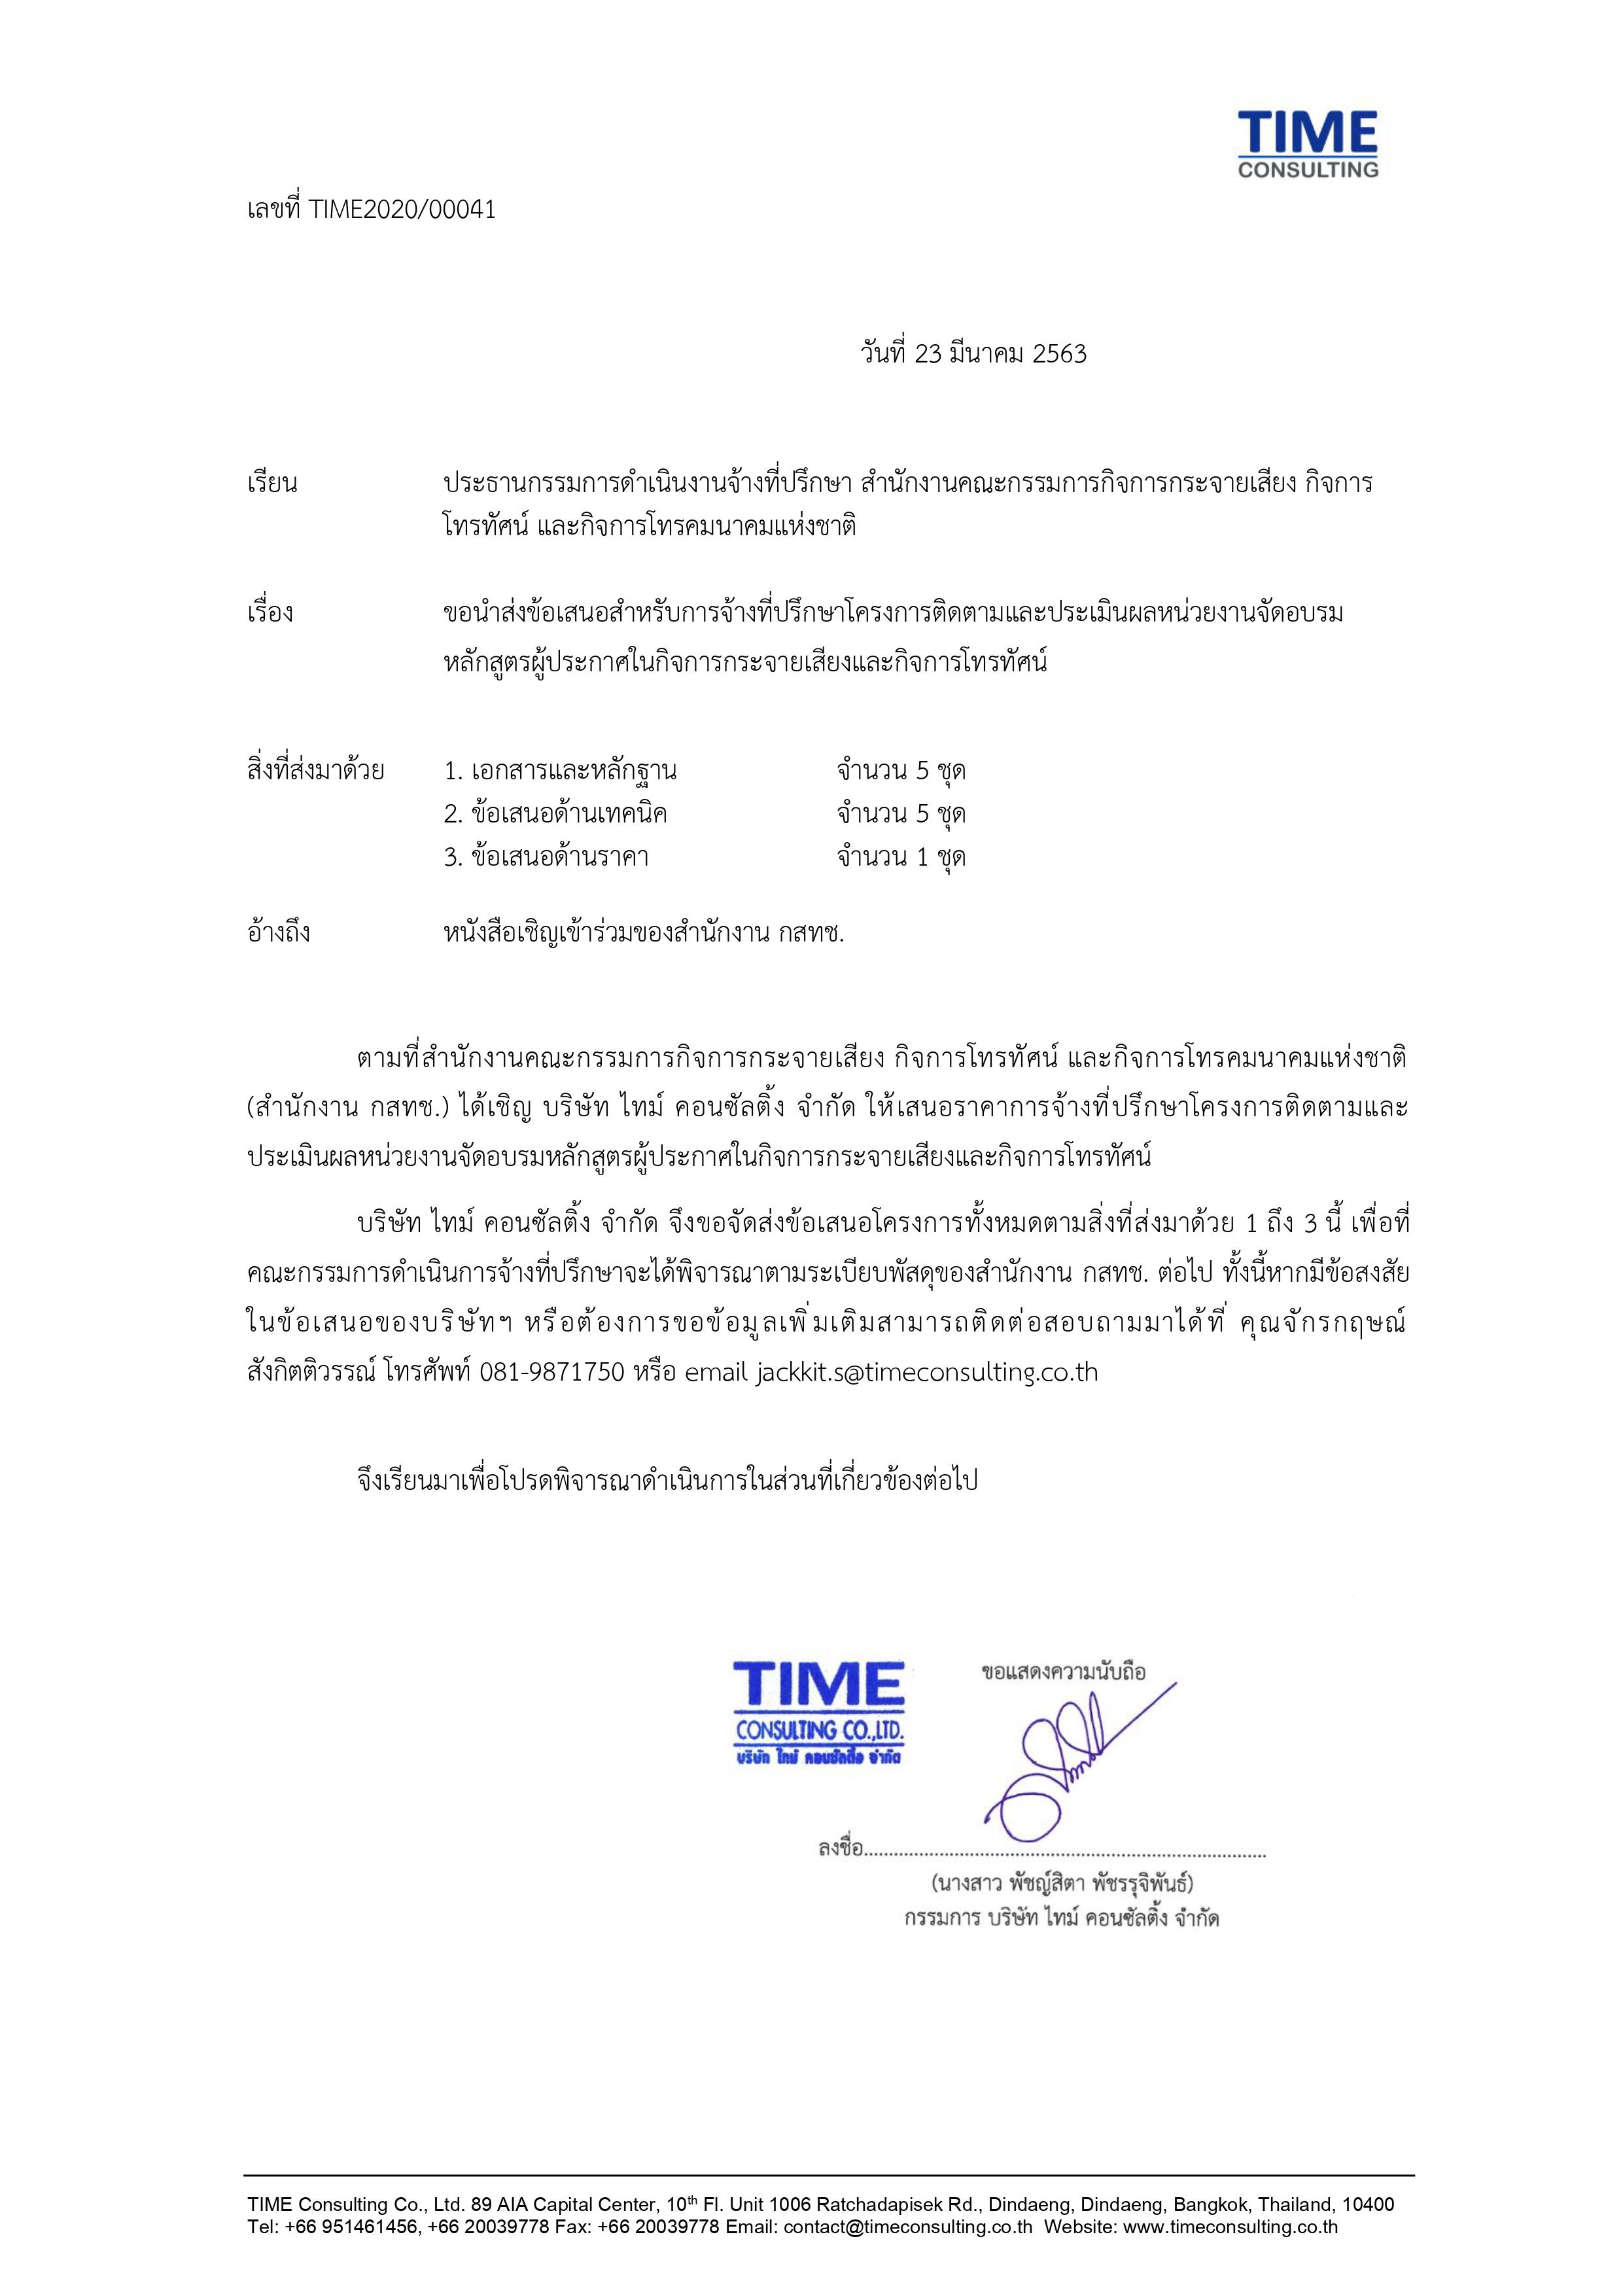 TIME
CONSULTING
เลขที่ TIME2020/00041
วันที่ 23 มีนาคม 2563
เรียน ประธานกรรมการดำเนินงานจ้างที่ปรึกษา สำนักงานคณะกรรมการกิจการกระจายเสียง กิจการ
โทรทัศน์ และกิจการโทรคมนาคมแห่งชาติ
เรื่อง ขอนำส่งข้อเสนอสำหรับการจ้างที่ปรึกษาโครงการติดตามและประเมินผลหน่วยงานจัดอบรม
หลักสูตรผู้ประกาศในกิจการกระจายเสียงและกิจการโทรทัศน์
สิ่งที่ส่งมาด้วย 1. เอกสารและหลักฐาน จำนวน 5 ชุด
2. ข้อเสนอด้านเทคนิค จำนวน 5 ชุด
3. ข้อเสนอด้านราคา จำนวน 1 ชุด
อ้างถึง หนังสือเชิญเข้าร่วมของสำนักงาน กสทช.
ตามที่สำนักงานคณะกรรมการกิจการกระจายเสียง กิจการโทรทัศน์ และกิจการโทรคมนาคมแห่งชาติ
(สำนักงาน กสทช.) ได้เชิญ บริษัท ไทม์ คอนซัลติ้ง จำกัด ให้เสนอราคาการจ้างที่ปรึกษาโครงการติดตามและ
ประเมินผลหน่วยงานจัดอบรมหลักสูตรผู้ประกาศในกิจการกระจายเสียงและกิจการโทรทัศน์
บริษัท ไทม์ คอนซัลติ้ง จำกัด จึงขอจัดส่งข้อเสนอโครงการทั้งหมดตามสิ่งที่ส่งมาด้วย 1 ถึง 3 นี้ เพื่อที่
คณะกรรมการดำเนินการจ้างที่ปรึกษาจะได้พิจารณาตามระเบียบพัสดุของสำนักงาน กสทช. ต่อไป ทั้งนี้หากมีข้อสงสัย
ในข้อเสนอของบริษัทฯ หรือต้องการขอข้อมูลเพิ่มเติมสามารถติดต่อสอบถามมาได้ที่ คุณจักรกฤษณ์
สังกิตติวรรณ์ โทรศัพท์ 081-9871750 หรือ email jackkit.s@timeconsulting.co.th
จึงเรียนมาเพื่อโปรดพิจารณาดำเนินการในส่วนที่เกี่ยวข้องต่อไป
ขอแสดงความนับถือ
TIME
CONSULTING CO.,LTD.
บริษัท ไทม์ คอนซัลติ้ง จำกัด
ลงชื่อ................................................................................
(นางสาว พัชญ์สิตา พัชรรุจิพันธ์)
กรรมการ บริษัท ไทม์ คอนซัลติ้ง จำกัด
TIME Consulting Co., Ltd. 89 AIA Capital Center, 10th Fl. Unit 1006 Ratchadapisek Rd., Dindaeng, Dindaeng, Bangkok, Thailand, 10400
Tel: +66 951461456, +66 20039778 Fax: +66 20039778 Email: contact@timeconsulting.co.th Website: www.timeconsulting.co.th